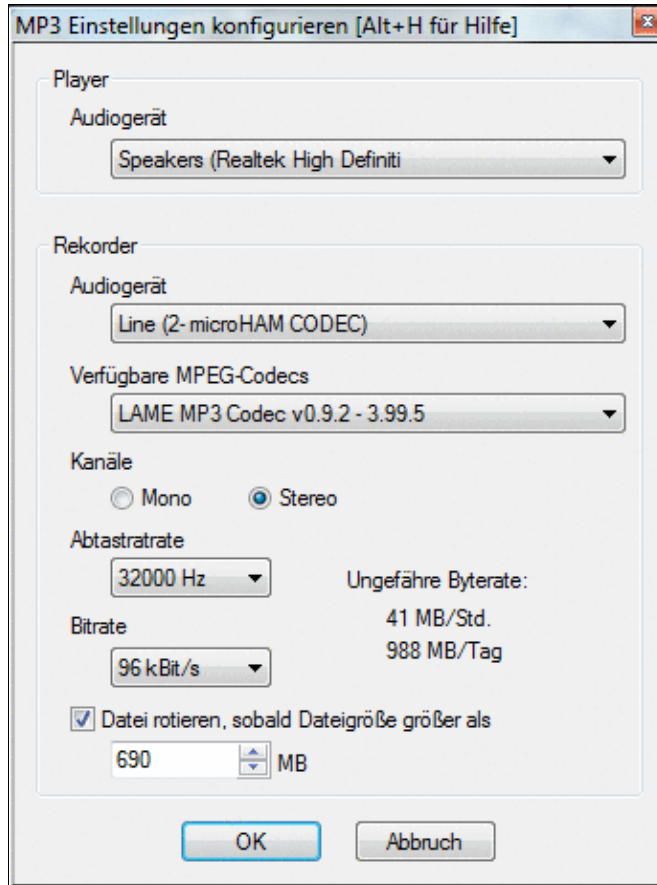 MP3 Einstellungen konfigurieren [Alt+H für Hilfe]
Player
Audiogerät
Speakers (Realtek High Definiti
Rekorder
Audiogerät
Line (2- microHAM CODEC)
Verfügbare MPEG-Codecs
LAME MP3 Codec v0.9.2 - 3.99.5
Kanäle
Mono
Stereo
Abtastratrate
32000 Hz
Ungefähre Byterate:
41 MB/Std.
988 MB/Tag
Bitrate
96 kBit/s
Datei rotieren, sobald Dateigröße größer als
690 MB
OK
Abbruch